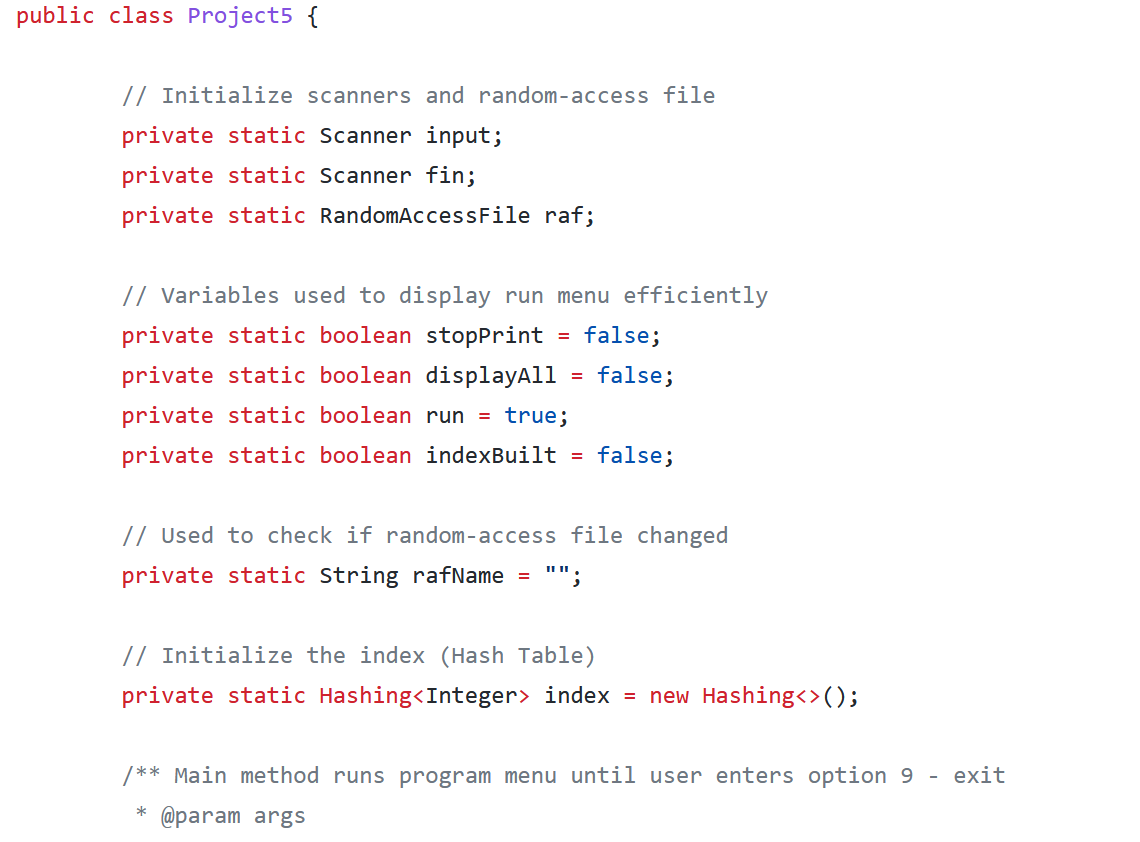 public class Project5 {
// Initialize scanners and random-access file
private static Scanner input;
private static Scanner fin;
private static RandomAccessFile raf;
// Variables used to display run menu efficiently
private static boolean stopPrint = false;
private static boolean displayAll = false;
private static boolean run = true;
private static boolean indexBuilt = false;
// Used to check if random-access file changed
private static String rafName = "";
// Initialize the index (Hash Table)
private static Hashing<Integer> index = new Hashing<>();
/** Main method runs program menu until user enters option 9 - exit
* @param args